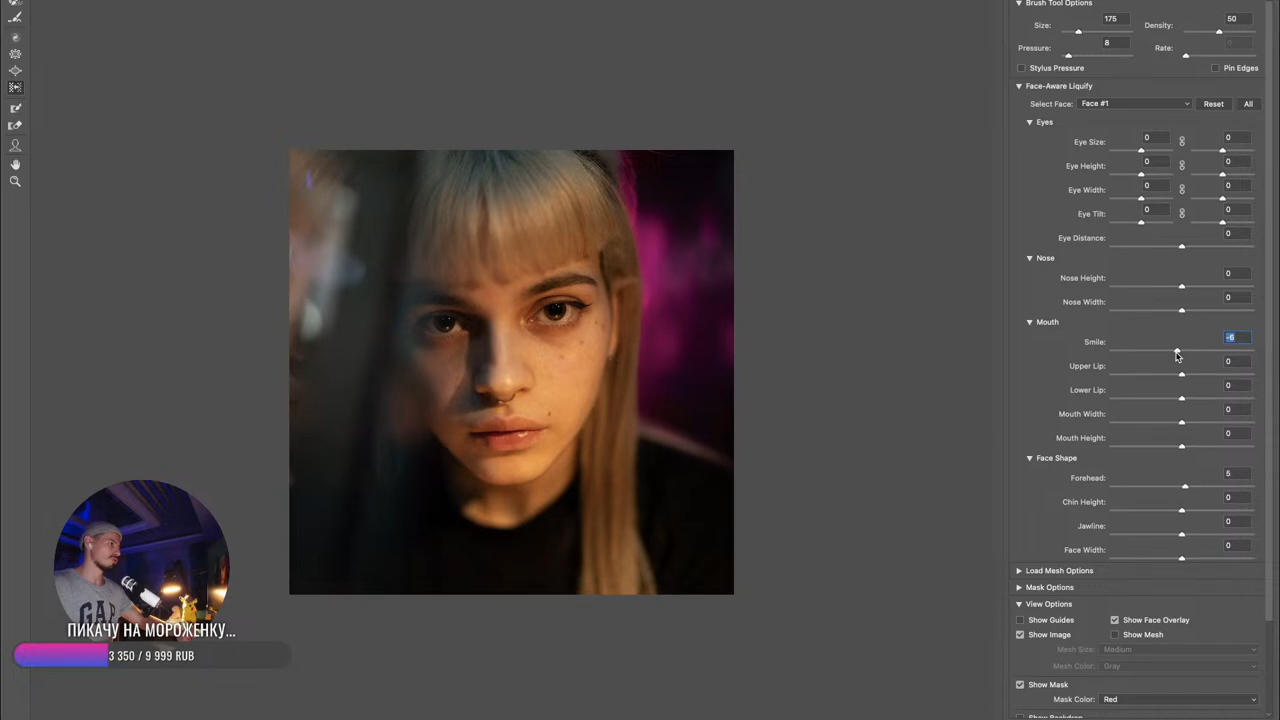 Brush Tool Options
Size: 175 Density: 50
Pressure: 8 Rate:
Stylus Pressure Pin Edges
Face-Aware Liquify
Select Face: Face #1 Reset All
Eyes
Eye Size: 0 0
Eye Height: 0 0
Eye Width: 0 0
Eye Tilt: 0 0
Eye Distance: 0
Nose
Nose Height: 0
Nose Width: 0
Mouth
Smile: -6
Upper Lip: 0
Lower Lip: 0
Mouth Width: 0
Mouth Height: 0
Face Shape
Forehead: 5
Chin Height: 0
Jawline: 0
Face Width: 0
Load Mesh Options
Mask Options
View Options
Show Guides Show Face Overlay
Show Image Show Mesh
Mesh Size: Medium
Mesh Color: Gray
Show Mask
Mask Color: Red
Show Backdrop
GAP
ПИКАЧУ НА МОРОЖЕНКУ...
3 350 / 9 999 RUB